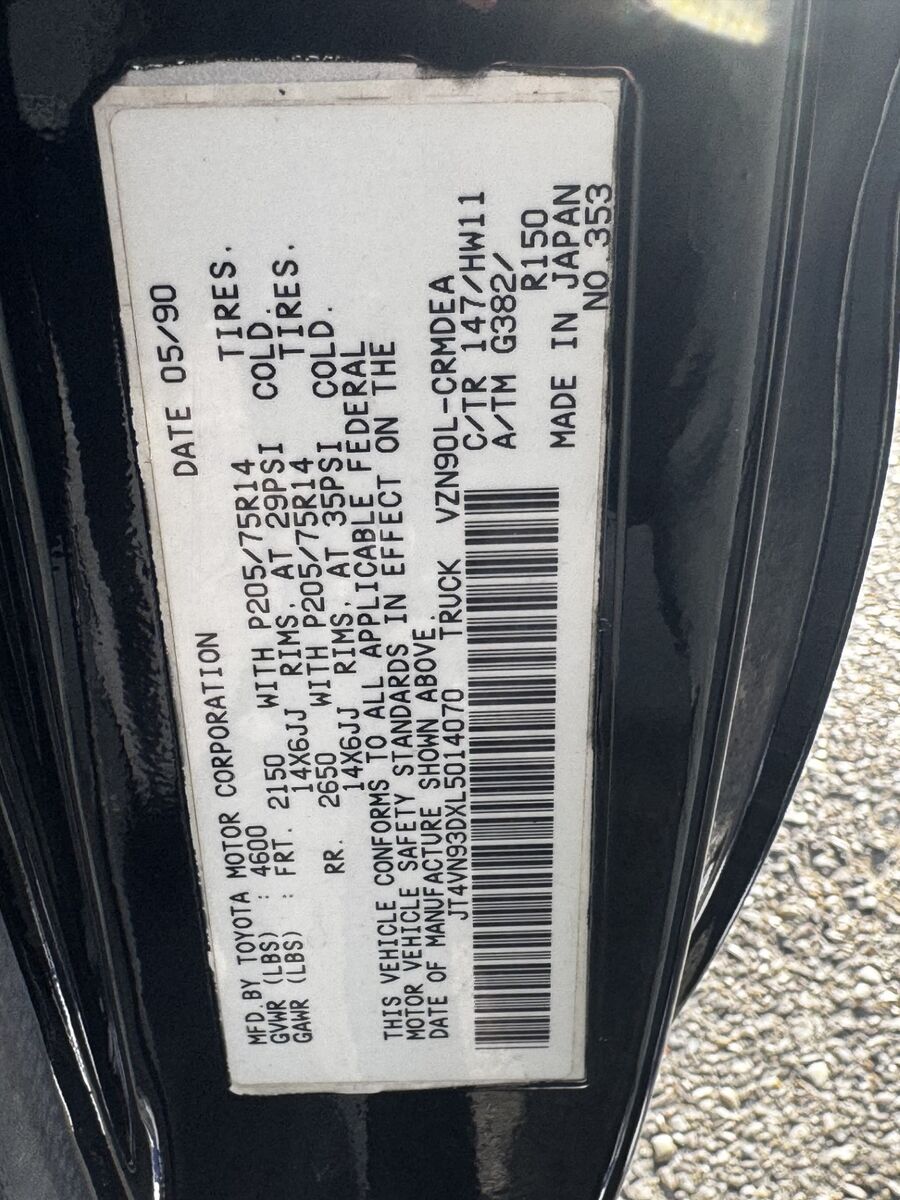 MFD.BY TOYOTA MOTOR CORPORATION DATE 05/90
GVWR (LBS) : 4600
GAWR (LBS) : FRT. 2150 WITH P205/75R14 TIRES.
14X6JJ RIMS. AT 29PSI COLD.
RR. 2650 WITH P205/75R14 TIRES.
14X6JJ RIMS. AT 35PSI COLD.
THIS VEHICLE CONFORMS TO ALL APPLICABLE FEDERAL
MOTOR VEHICLE SAFETY STANDARDS IN EFFECT ON THE
DATE OF MANUFACTURE SHOWN ABOVE.
JT4VN93DXL5014070 TRUCK VZN90L-CRMDEA
C/TR 147/HW11
A/TM G382/
R150
MADE IN JAPAN
NO 353